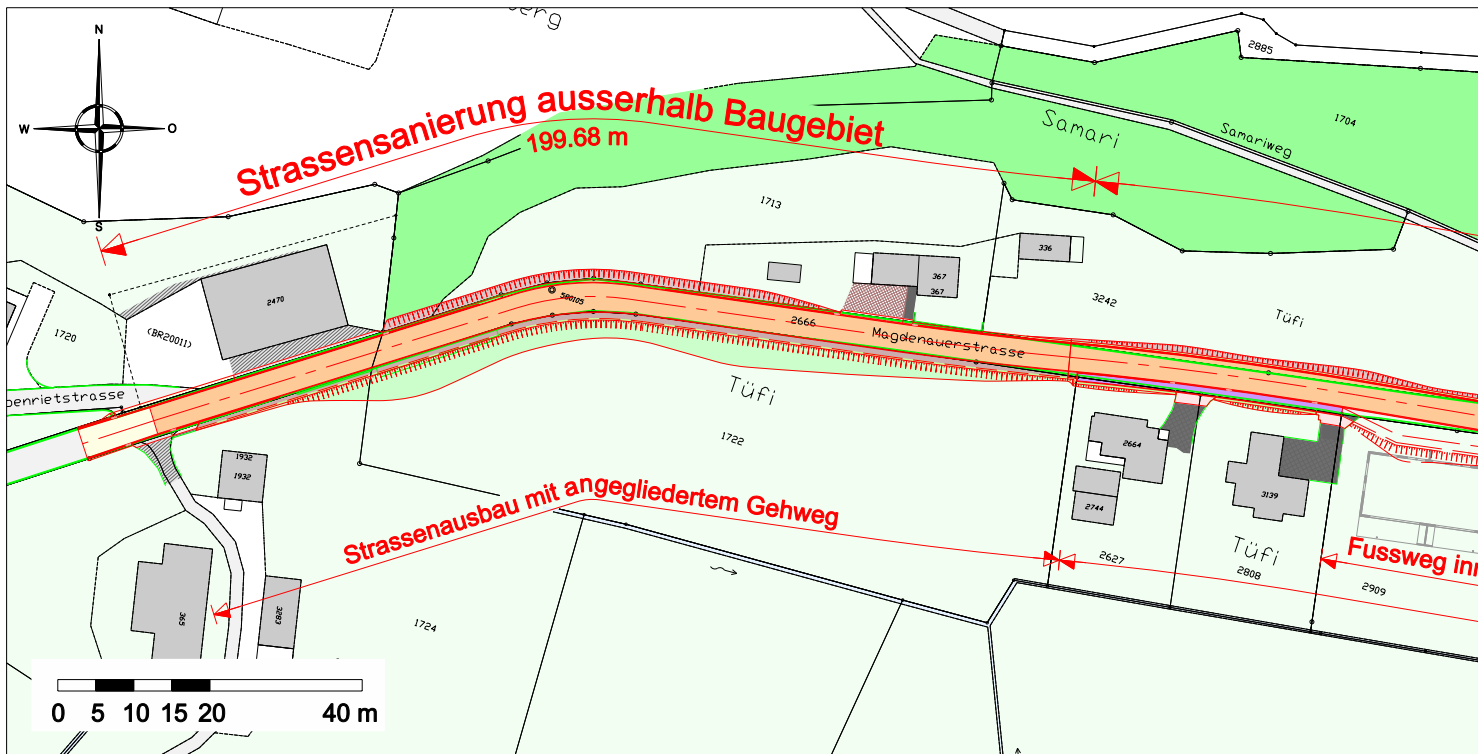 berg
N
W
O
S
Strassensanierung ausserhalb Baugebiet
199.68 m
2885
1704
Samari
Samariweg
1713
336
367
367
3242
Tüfi
2470
(BR20011)
1720
580105
2666
Magdenauerstrasse
penrietstrasse
Tüfi
1722
1932
1932
2664
3139
2744
Strassenausbau mit angegliedertem Gehweg
Tüfi
2627
2808
Fussweg inn
2909
365
3283
1724
0 5 10 15 20 40 m